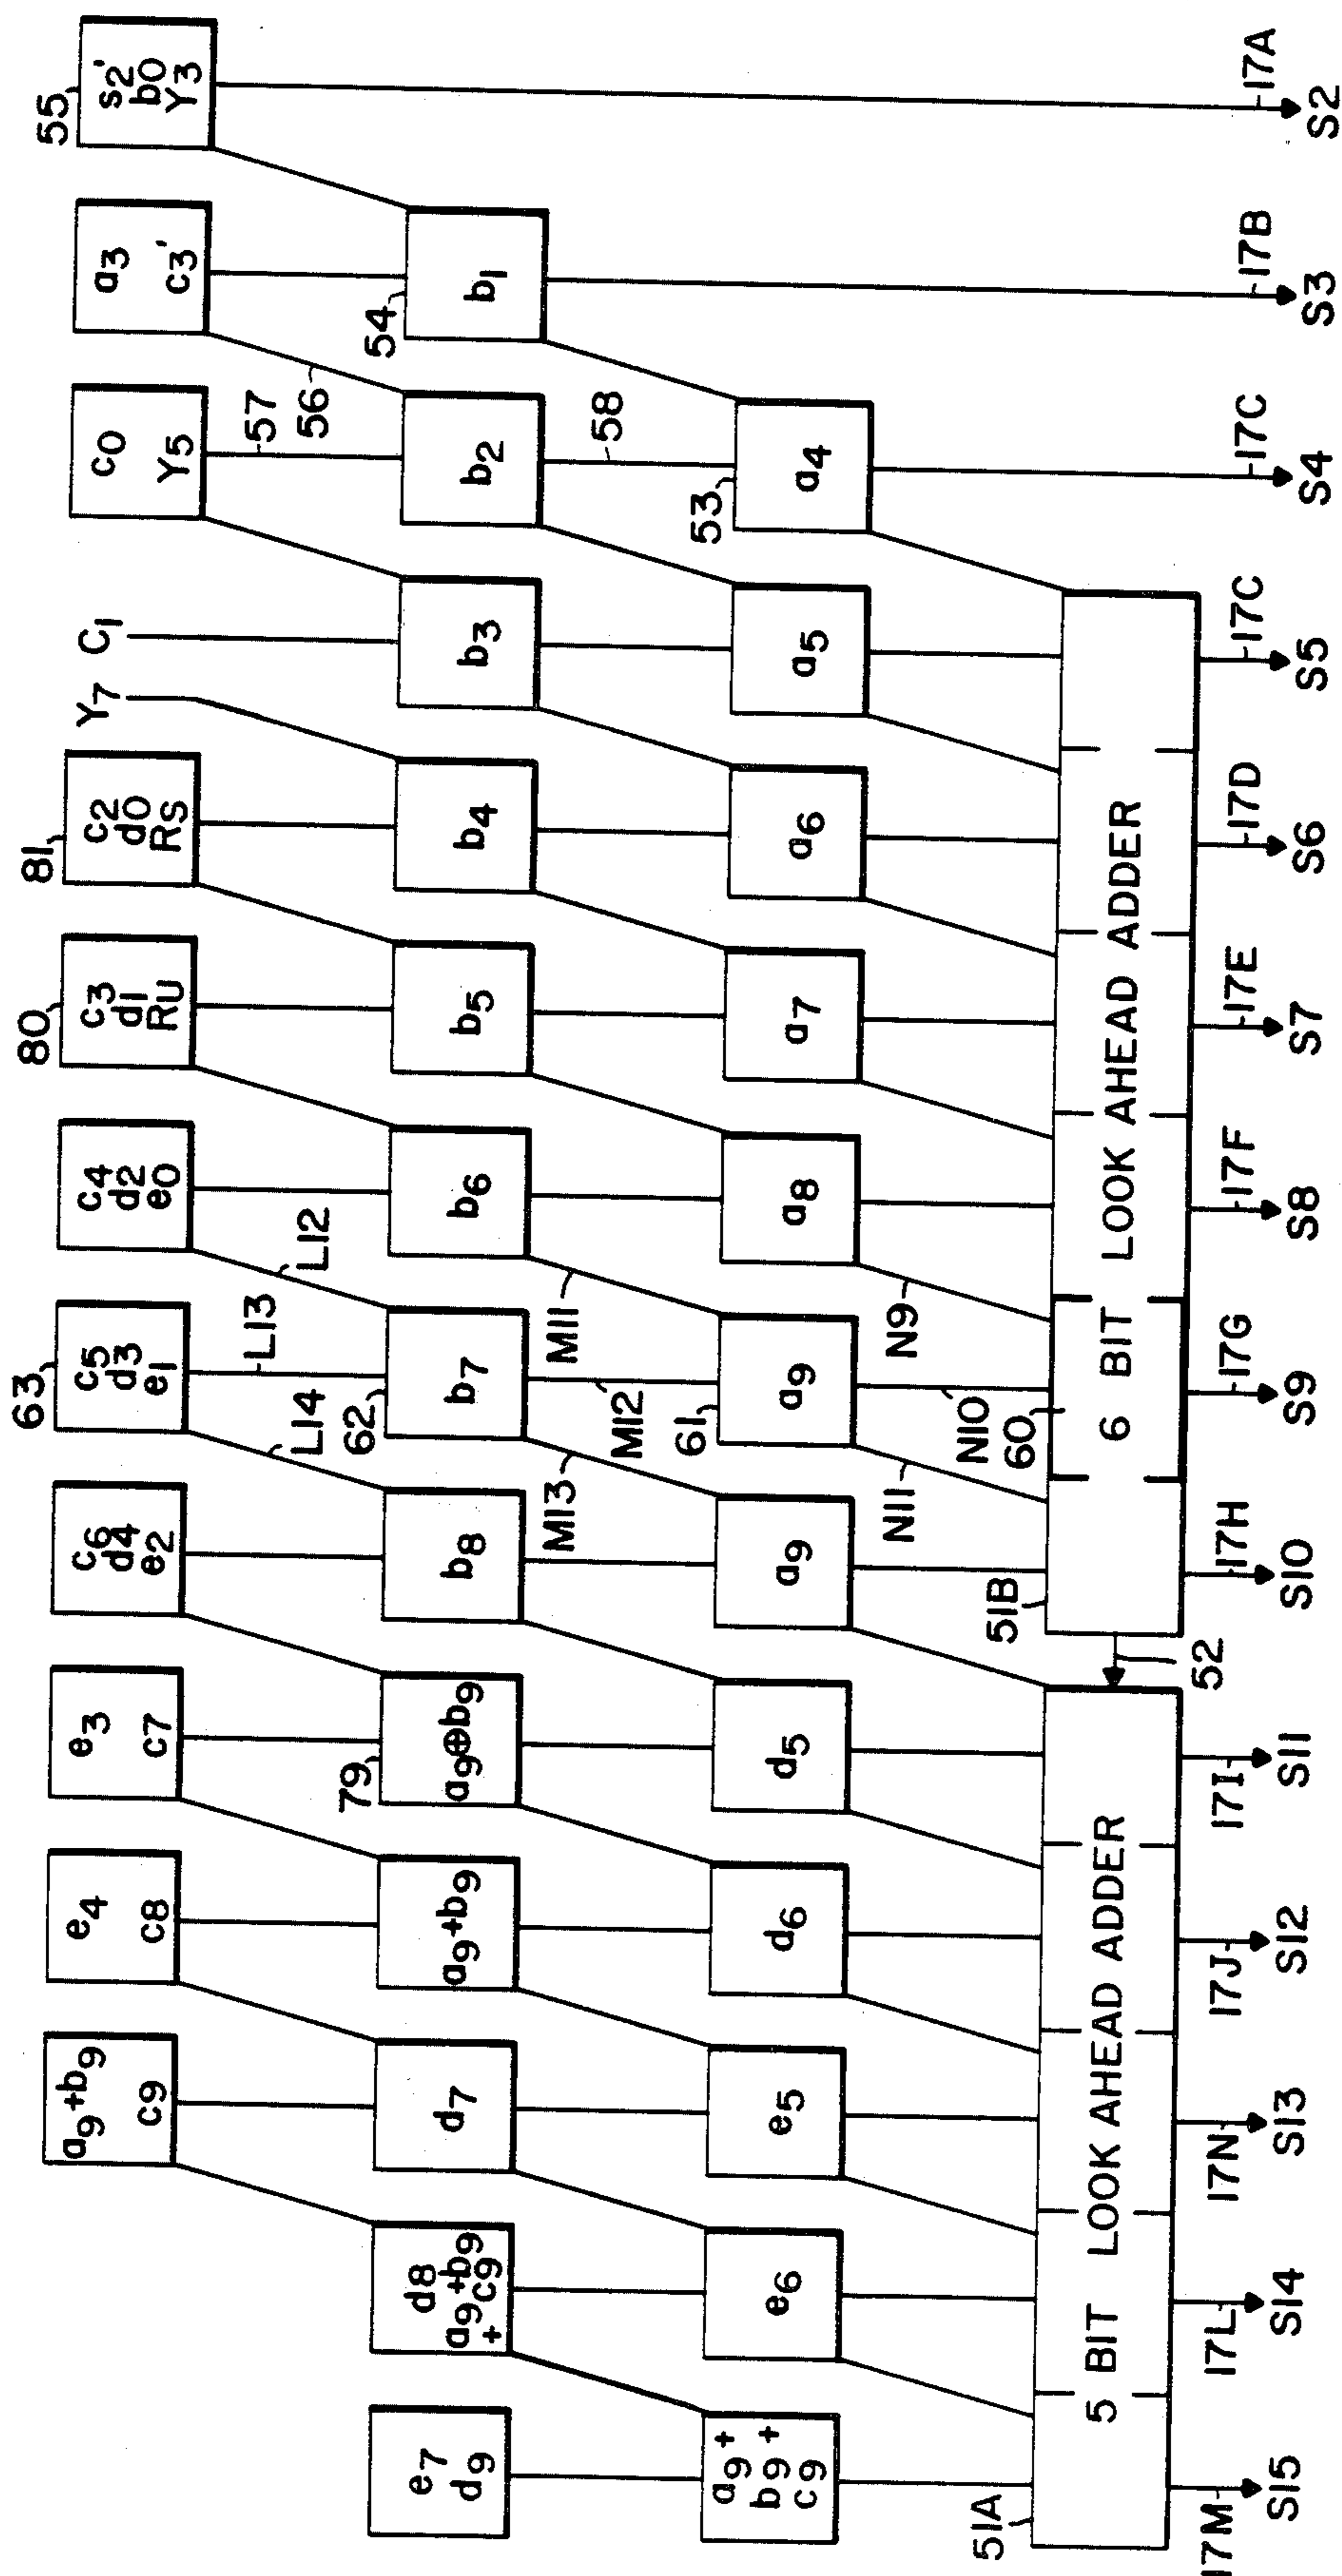 55
s2'
b0
Y3
a3
c3'
c0
Y5
C1
Y7
81
c2
d0
RS
80
c3
d1
RU
c4
d2
e0
63
c5
d3
e1
c6
d4
e2
e3
c7
e4
c8
a9+b9
c9
54
b1
56
57
b2
b3
b4
b5
b6
L12
L13
L14
62
b7
b8
79
a9⊕b9
a9+b9
d7
d8
a9+b9
+ c9
e7
d9
58
53
a4
a5
a6
a7
a8
M11
M12
M13
61
a9
a9
d5
d6
e5
e6
a9+
b9+
c9
N9
N10
N11
60
6 BIT LOOK AHEAD ADDER
51B
52
5 BIT LOOK AHEAD ADDER
51A
17A
S2
17B
S3
17C
S4
17C
S5
17D
S6
17E
S7
17F
S8
17G
S9
17H
S10
17I
S11
17J
S12
17N
S13
17L
S14
17M
S15